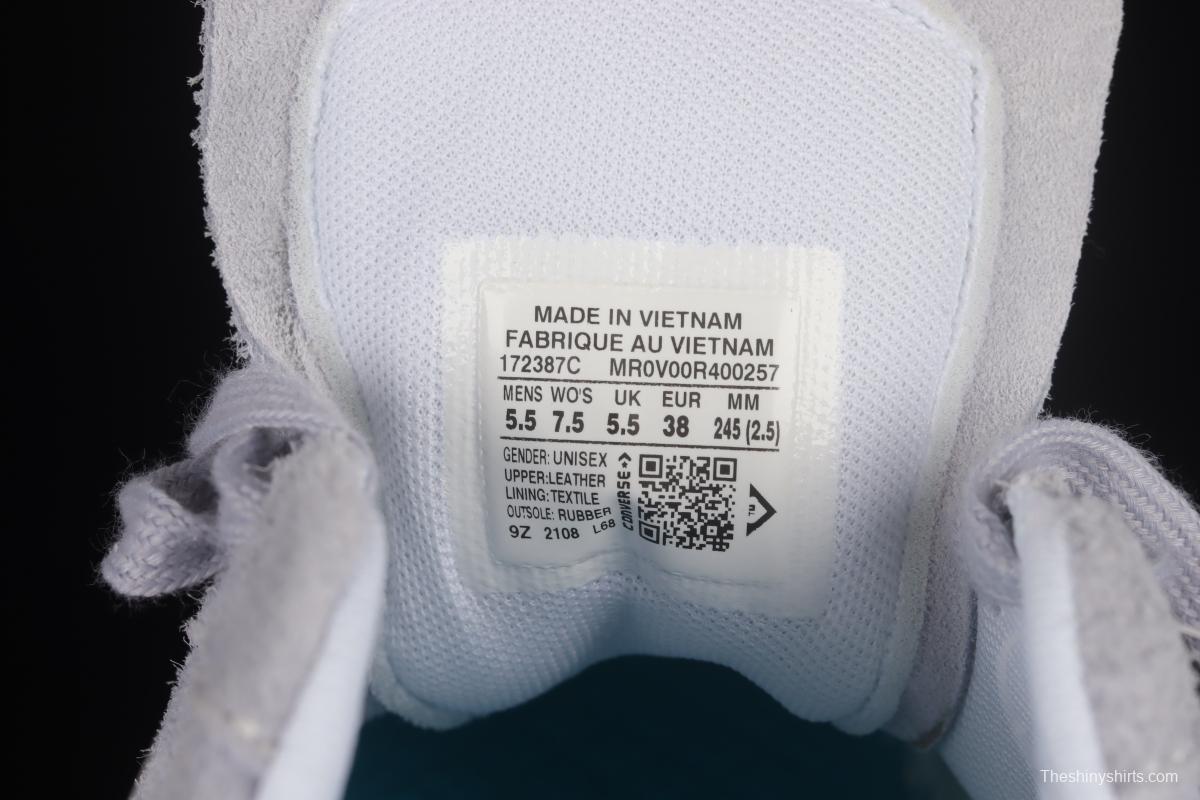 MADE IN VIETNAM
FABRIQUE AU VIETNAM
172387C MR0V00R400257
MENS WO'S UK EUR MM
5.5 7.5 5.5 38 245 (2.5)
GENDER: UNISEX
UPPER:LEATHER
LINING: TEXTILE
OUTSOLE: RUBBER
9Z 2108 L68
CONVERSE
TM
Theshinyshirts.com